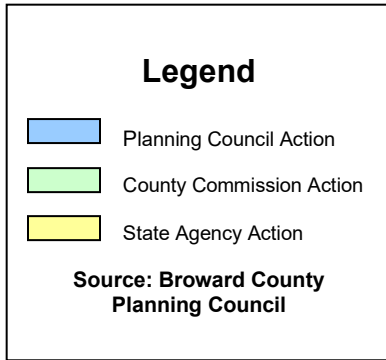 Legend
Planning Council Action
County Commission Action
State Agency Action
Source: Broward County
Planning Council